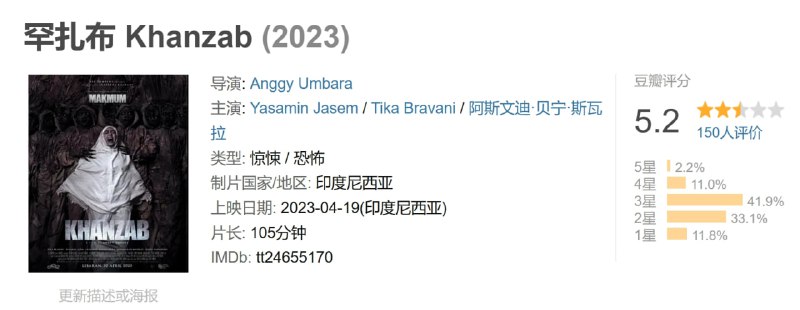 罕扎布 Khanzab (2023)
MAKMUM
KHANZAB
导演: Anggy Umbara
主演: Yasamin Jasem / Tika Bravani / 阿斯文迪·贝宁·斯瓦
拉
类型: 惊悚 / 恐怖
制片国家/地区: 印度尼西亚
上映日期: 2023-04-19(印度尼西亚)
片长: 105分钟
IMDb: tt24655170
豆瓣评分
5.2
150人评价
5星 2.2%
4星 11.0%
3星 41.9%
2星 33.1%
1星 11.8%
更新描述或海报